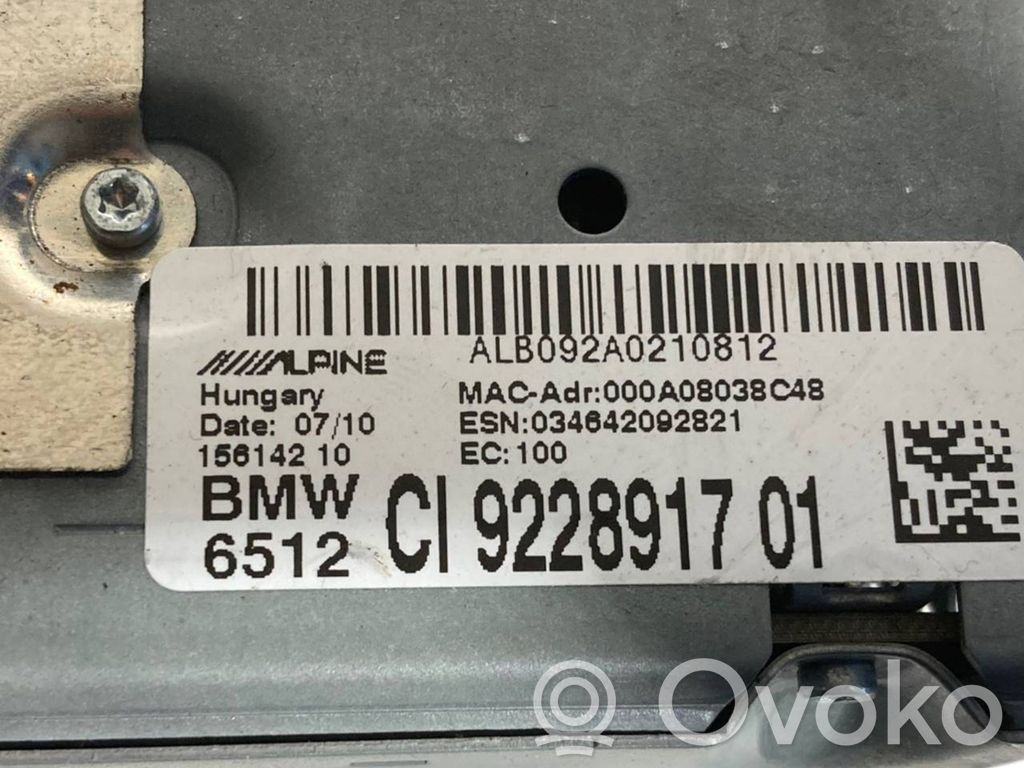 ALB092A0210812
ALPINE
Hungary
MAC-Adr:000A08038C48
Date: 07/10
ESN:034642092821
156142 10
EC:100
BMW
6512
CI 9228917 01
Ovoko